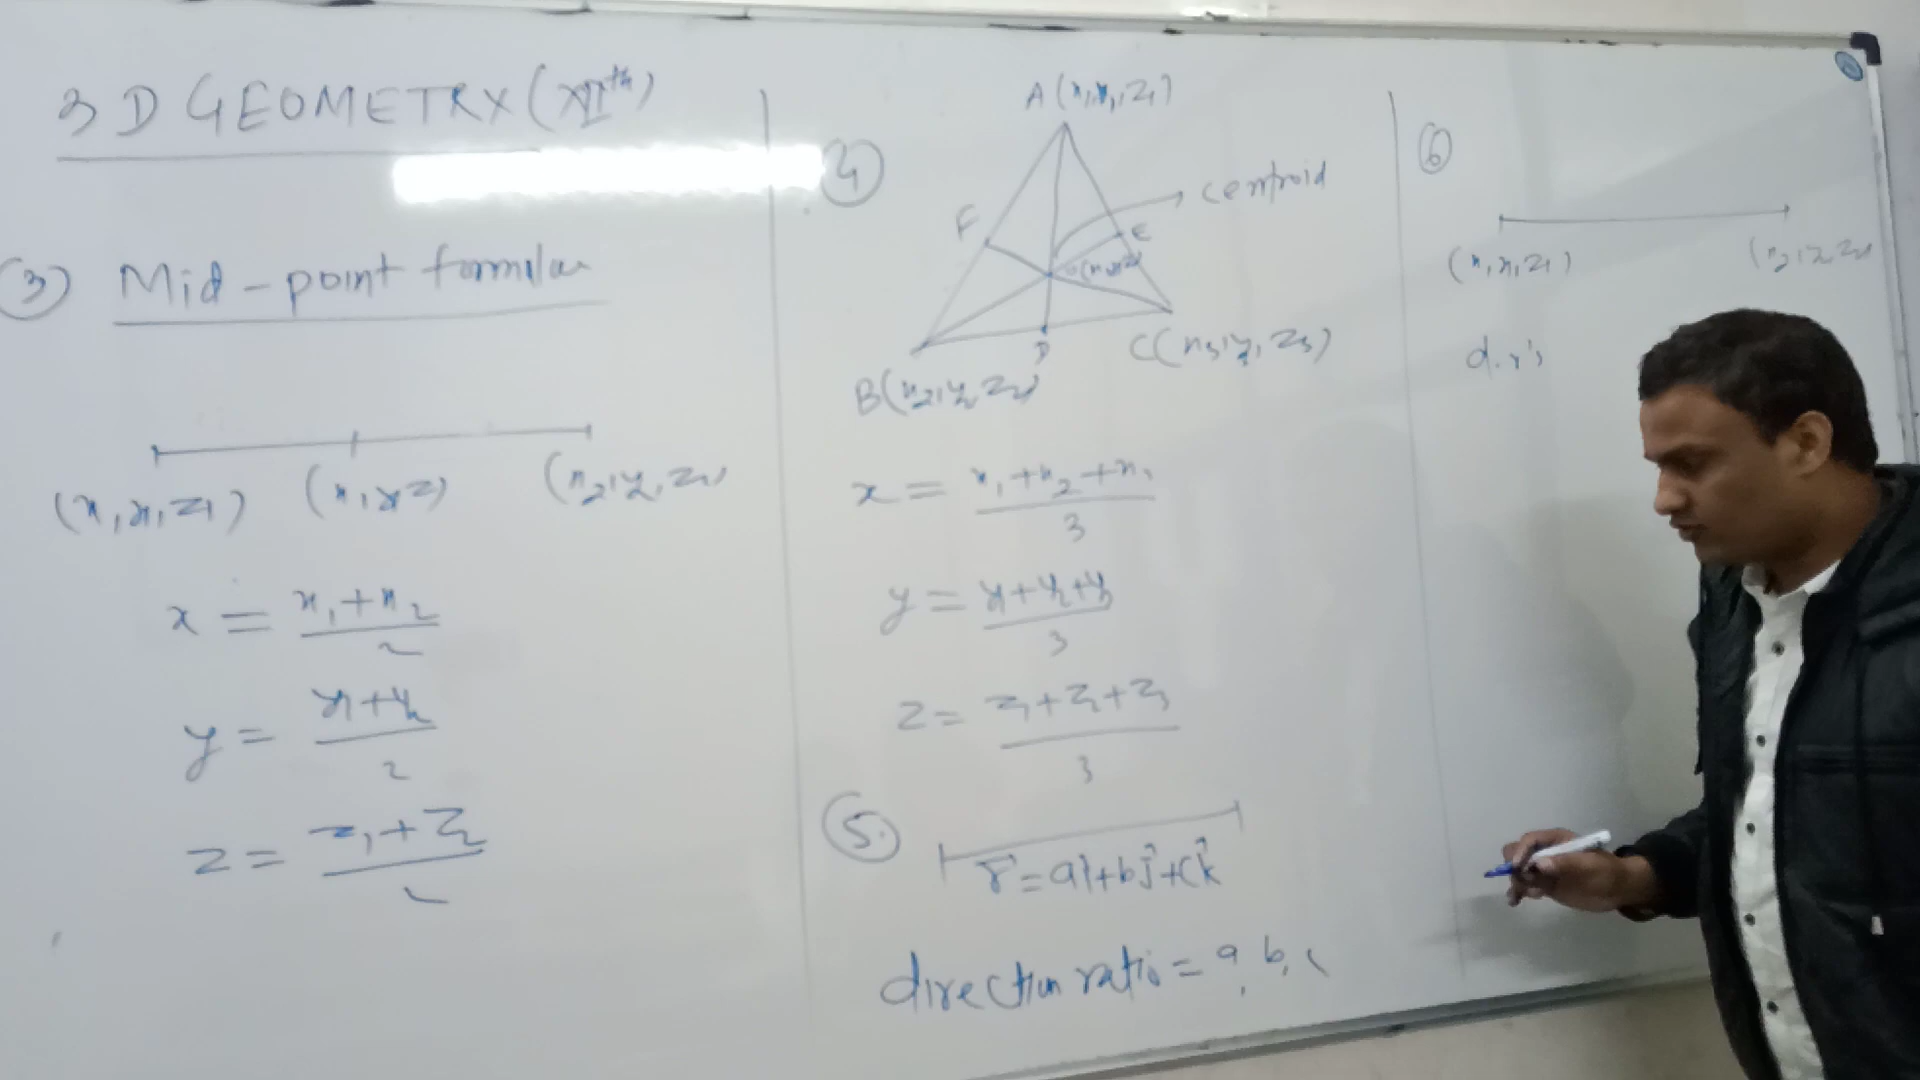 3D GEOMETRY (XIIth)
(3) Mid-point formula
(x₁, y₁, z₁) (x, y, z) (x₂, y₂, z₂)
x = x₁+x₂/2
y = y₁+y₂/2
z = z₁+z₂/2
(4)
A(x₁, y₁, z₁)
centroid
F E
G(x, y, z)
D
B(x₂, y₂, z₂)
C(x₃, y₃, z₃)
x = x₁+x₂+x₃/3
y = y₁+y₂+y₃/3
z = z₁+z₂+z₃/3
(5)
r⃗ = ai+bj+ck
direction ratio = a, b, c
(6)
(x₁, y₁, z₁) (x₂, y₂, z₂)
d.r's